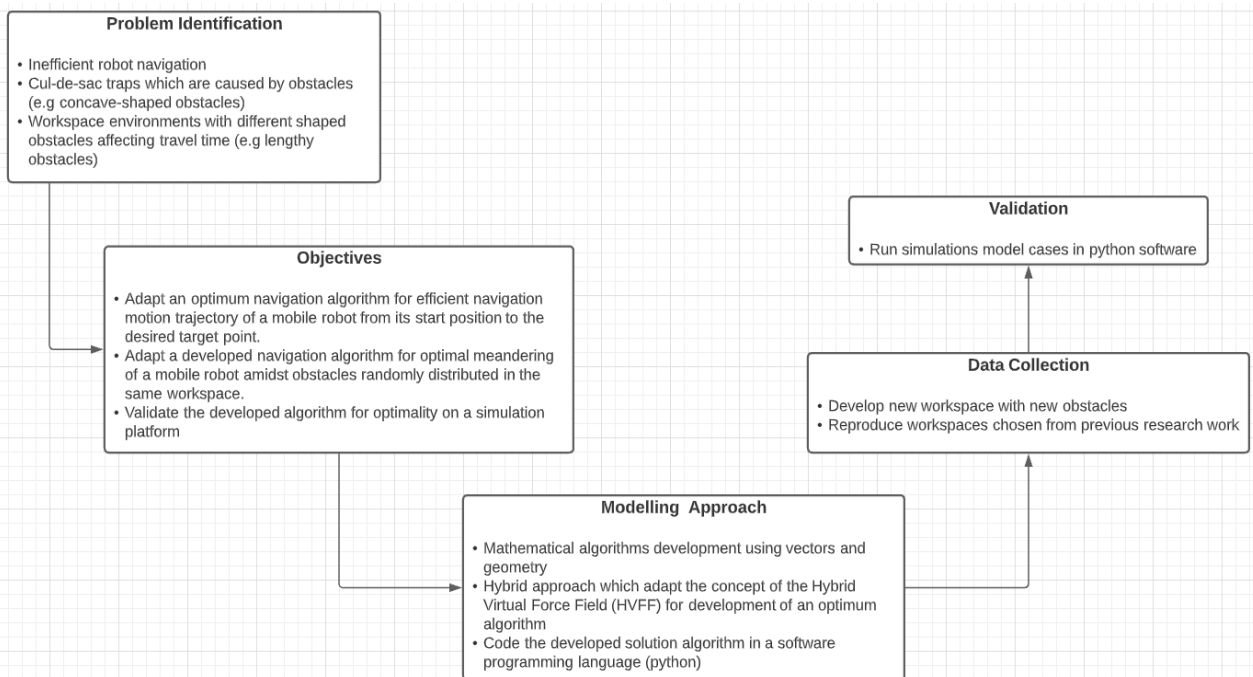 Problem Identification
• Inefficient robot navigation
• Cul-de-sac traps which are caused by obstacles
(e.g concave-shaped obstacles)
• Workspace environments with different shaped
obstacles affecting travel time (e.g lengthy
obstacles)
Objectives
• Adapt an optimum navigation algorithm for efficient navigation
motion trajectory of a mobile robot from its start position to the
desired target point.
• Adapt a developed navigation algorithm for optimal meandering
of a mobile robot amidst obstacles randomly distributed in the
same workspace.
• Validate the developed algorithm for optimality on a simulation
platform
Modelling Approach
• Mathematical algorithms development using vectors and
geometry
• Hybrid approach which adapt the concept of the Hybrid
Virtual Force Field (HVFF) for development of an optimum
algorithm
• Code the developed solution algorithm in a software
programming language (python)
Data Collection
• Develop new workspace with new obstacles
• Reproduce workspaces chosen from previous research work
Validation
• Run simulations model cases in python software